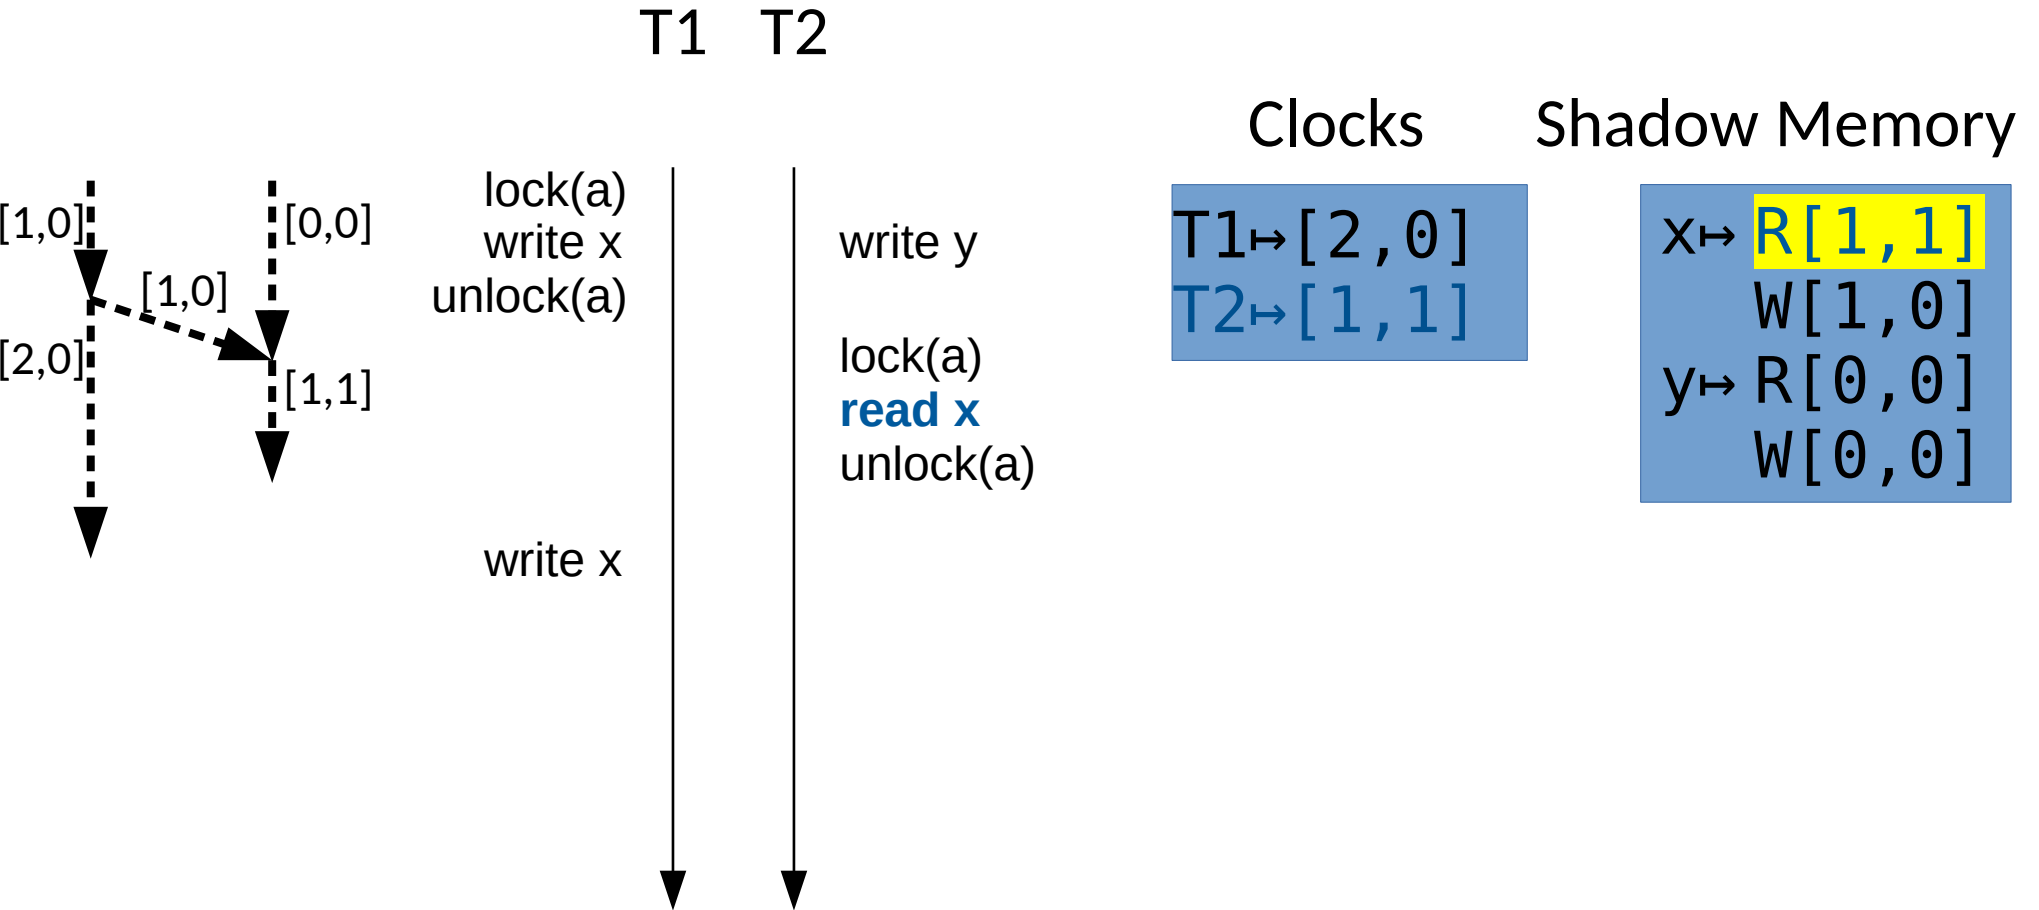 T1 T2
Clocks Shadow Memory
[1,0] [0,0]
[1,0]
[2,0]
[1,1]
lock(a)
write x
unlock(a)
write y
lock(a)
read x
unlock(a)
write x
T1↦[2,0]
T2↦[1,1]
x↦ R[1,1]
W[1,0]
y↦ R[0,0]
W[0,0]